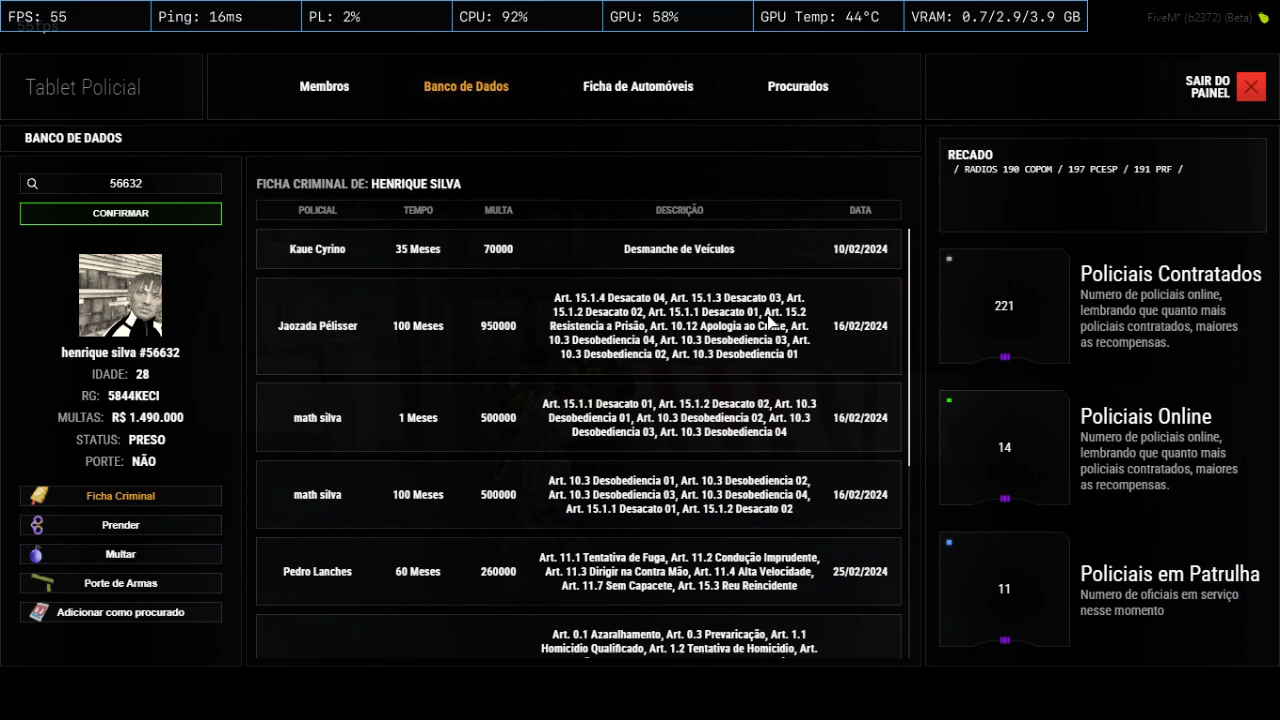 FPS: 55
Ping: 16ms
PL: 2%
CPU: 92%
GPU: 58%
GPU Temp: 44°C
VRAM: 0.7/2.9/3.9 GB
FiveM* (b2372) (Beta)
55fps
Tablet Policial
Membros
Banco de Dados
Ficha de Automóveis
Procurados
SAIR DO
PAINEL
BANCO DE DADOS
56632
CONFIRMAR
henrique silva #56632
IDADE: 28
RG: 5844KECI
MULTAS: R$ 1.490.000
STATUS: PRESO
PORTE: NÃO
Ficha Criminal
Prender
Multar
Porte de Armas
Adicionar como procurado
FICHA CRIMINAL DE: HENRIQUE SILVA
POLICIAL TEMPO MULTA DESCRIÇÃO DATA
Kaue Cyrino 35 Meses 70000 Desmanche de Veículos 10/02/2024
Art. 15.1.4 Desacato 04, Art. 15.1.3 Desacato 03, Art.
15.1.2 Desacato 02, Art. 15.1.1 Desacato 01, Art. 15.2
Jaozada Pélisser 100 Meses 950000 Resistencia a Prisão, Art. 10.12 Apologia ao Crime, Art. 16/02/2024
10.3 Desobediencia 04, Art. 10.3 Desobediencia 03, Art.
10.3 Desobediencia 02, Art. 10.3 Desobediencia 01
Art. 15.1.1 Desacato 01, Art. 15.1.2 Desacato 02, Art. 10.3
math silva 1 Meses 500000 Desobediencia 01, Art. 10.3 Desobediencia 02, Art. 10.3 16/02/2024
Desobediencia 03, Art. 10.3 Desobediencia 04
Art. 10.3 Desobediencia 01, Art. 10.3 Desobediencia 02,
math silva 100 Meses 500000 Art. 10.3 Desobediencia 03, Art. 10.3 Desobediencia 04, 16/02/2024
Art. 15.1.1 Desacato 01, Art. 15.1.2 Desacato 02
Art. 11.1 Tentativa de Fuga, Art. 11.2 Condução Imprudente,
Pedro Lanches 60 Meses 260000 Art. 11.3 Dirigir na Contra Mão, Art. 11.4 Alta Velocidade, 25/02/2024
Art. 11.7 Sem Capacete, Art. 15.3 Reu Reincidente
Art. 0.1 Azaralhamento, Art. 0.3 Prevaricação, Art. 1.1
Homicidio Qualificado, Art. 1.2 Tentativa de Homicidio, Art.
RECADO
/ RADIOS 190 COPOM / 197 PCESP / 191 PRF /
221
Policiais Contratados
Numero de policiais online,
lembrando que quanto mais
policiais contratados, maiores
as recompensas.
14
Policiais Online
Numero de policiais online,
lembrando que quanto mais
policiais contratados, maiores
as recompensas.
11
Policiais em Patrulha
Numero de oficiais em serviço
nesse momento